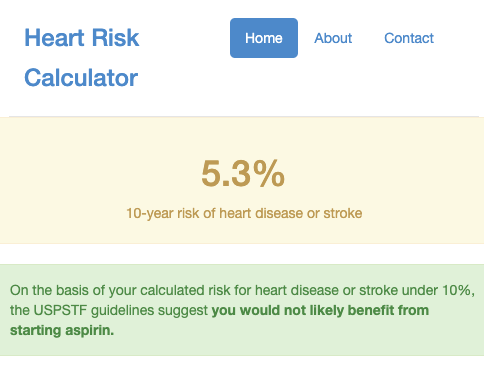 Heart Risk
Calculator
Home
About
Contact
5.3%
10-year risk of heart disease or stroke
On the basis of your calculated risk for heart disease or stroke under 10%,
the USPSTF guidelines suggest you would not likely benefit from
starting aspirin.